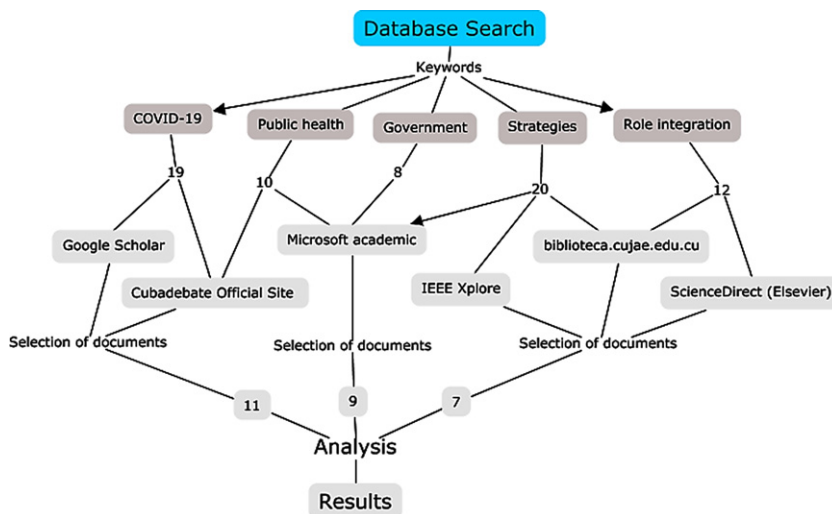 Database Search
Keywords
COVID-19
Public health
Government
Strategies
Role integration
19
10
8
20
12
Google Scholar
Microsoft academic
biblioteca.cujae.edu.cu
Cubadebate Official Site
IEEE Xplore
ScienceDirect (Elsevier)
Selection of documents
Selection of documents
Selection of documents
11
9
7
Analysis
Results